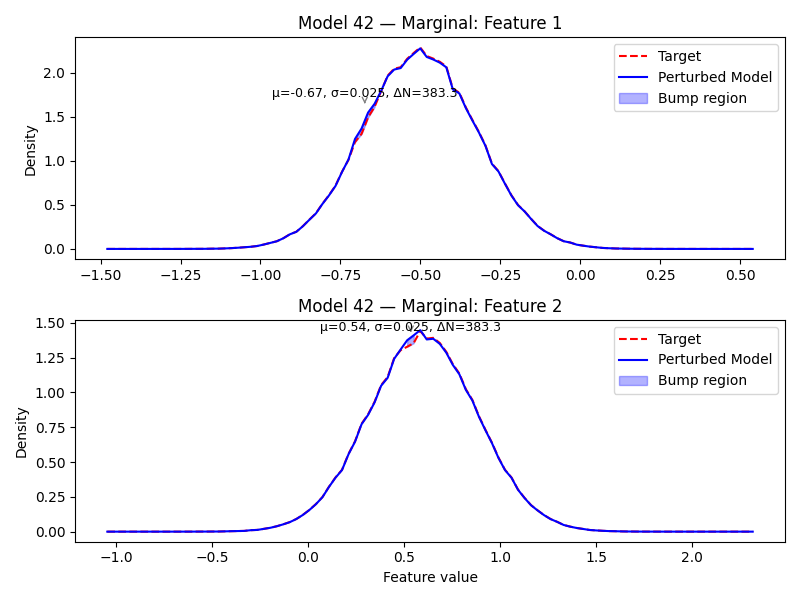 Model 42 — Marginal: Feature 1
Density
2.0
1.5
1.0
0.5
0.0
μ=-0.67, σ=0.025, ΔN=383.3
Target
Perturbed Model
Bump region
−1.50 −1.25 −1.00 −0.75 −0.50 −0.25 0.00 0.25 0.50
Model 42 — Marginal: Feature 2
Density
1.50
1.25
1.00
0.75
0.50
0.25
0.00
μ=0.54, σ=0.025, ΔN=383.3
Target
Perturbed Model
Bump region
−1.0 −0.5 0.0 0.5 1.0 1.5 2.0
Feature value